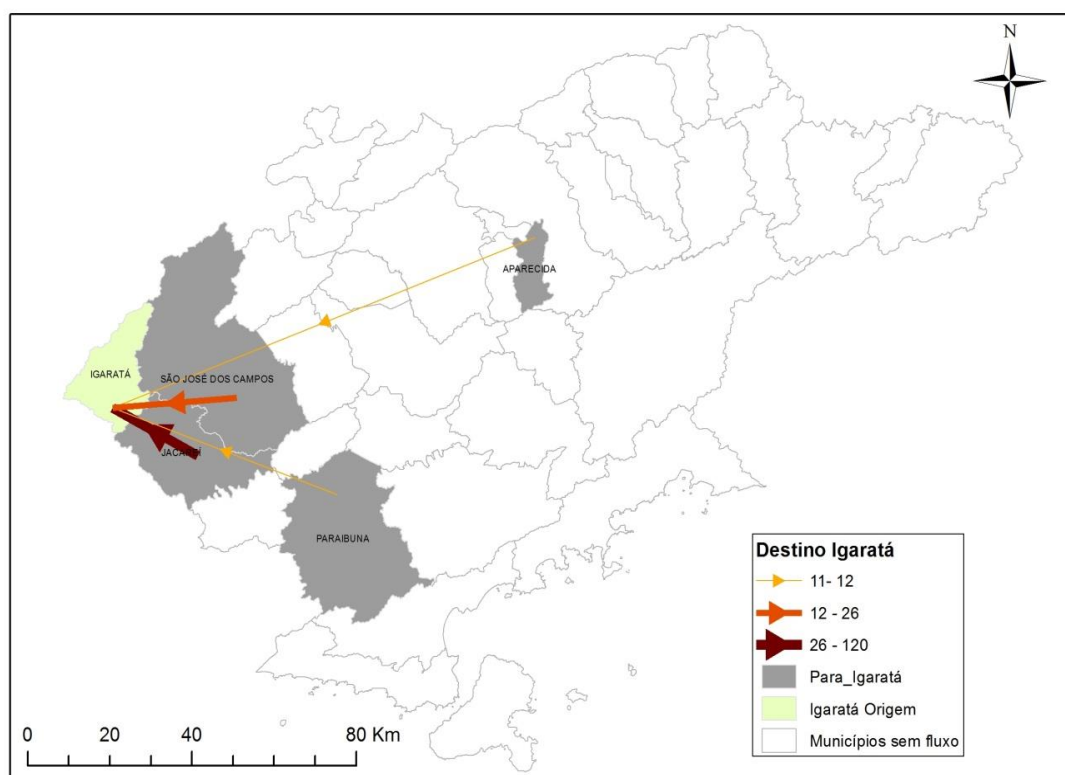 N
APARECIDA
IGARATÁ
SÃO JOSÉ DOS CAMPOS
PARAIBUNA
Destino Igaratá
11- 12
12 - 26
26 - 120
Para_Igaratá
Igaratá Origem
Municípios sem fluxo
0 20 40 80 Km